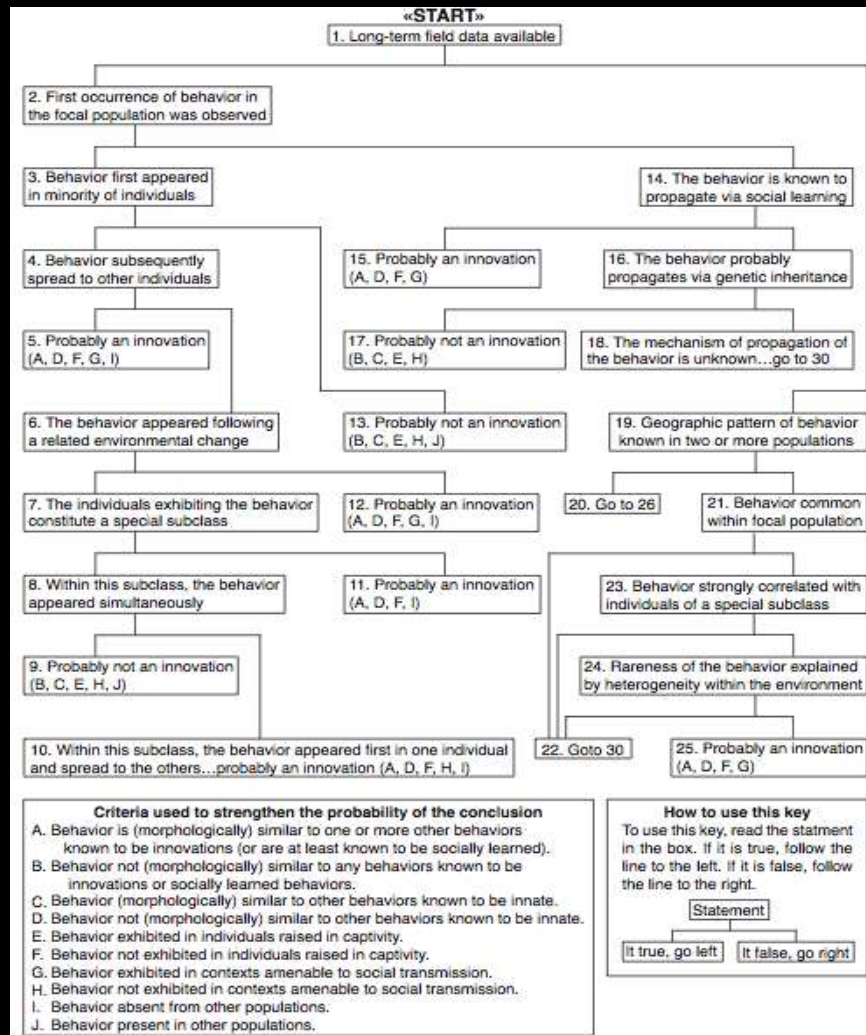 «START»
1. Long-term field data available
2. First occurrence of behavior in
the focal population was observed
3. Behavior first appeared
in minority of individuals
14. The behavior is known to
propagate via social learning
4. Behavior subsequently
spread to other individuals
15. Probably an innovation
(A, D, F, G)
16. The behavior probably
propagates via genetic inheritance
5. Probably an innovation
(A, D, F, G, I)
17. Probably not an innovation
(B, C, E, H)
18. The mechanism of propagation of
the behavior is unknown...go to 30
6. The behavior appeared following
a related environmental change
13. Probably not an innovation
(B, C, E, H, J)
19. Geographic pattern of behavior
known in two or more populations
7. The individuals exhibiting the behavior
constitute a special subclass
12. Probably an innovation
(A, D, F, G, I)
20. Go to 26
21. Behavior common
within focal population
8. Within this subclass, the behavior
appeared simultaneously
11. Probably an innovation
(A, D, F, I)
23. Behavior strongly correlated with
individuals of a special subclass
9. Probably not an innovation
(B, C, E, H, J)
24. Rareness of the behavior explained
by heterogeneity within the environment
10. Within this subclass, the behavior appeared first in one individual
and spread to the others...probably an innovation (A, D, F, H, I)
22. Goto 30
25. Probably an innovation
(A, D, F, G)
Criteria used to strengthen the probability of the conclusion
A. Behavior is (morphologically) similar to one or more other behaviors
known to be innovations (or are at least known to be socially learned).
B. Behavior not (morphologically) similar to any behaviors known to be
innovations or socially learned behaviors.
C. Behavior (morphologically) similar to other behaviors known to be innate.
D. Behavior not (morphologically) similar to other behaviors known to be innate.
E. Behavior exhibited in individuals raised in captivity.
F. Behavior not exhibited in individuals raised in captivity.
G. Behavior exhibited in contexts amenable to social transmission.
H. Behavior not exhibited in contexts amenable to social transmission.
I. Behavior absent from other populations.
J. Behavior present in other populations.
How to use this key
To use this key, read the statment
in the box. If it is true, follow the
line to the left. If it is false, follow
the line to the right.
Statement
It true, go left
It false, go right